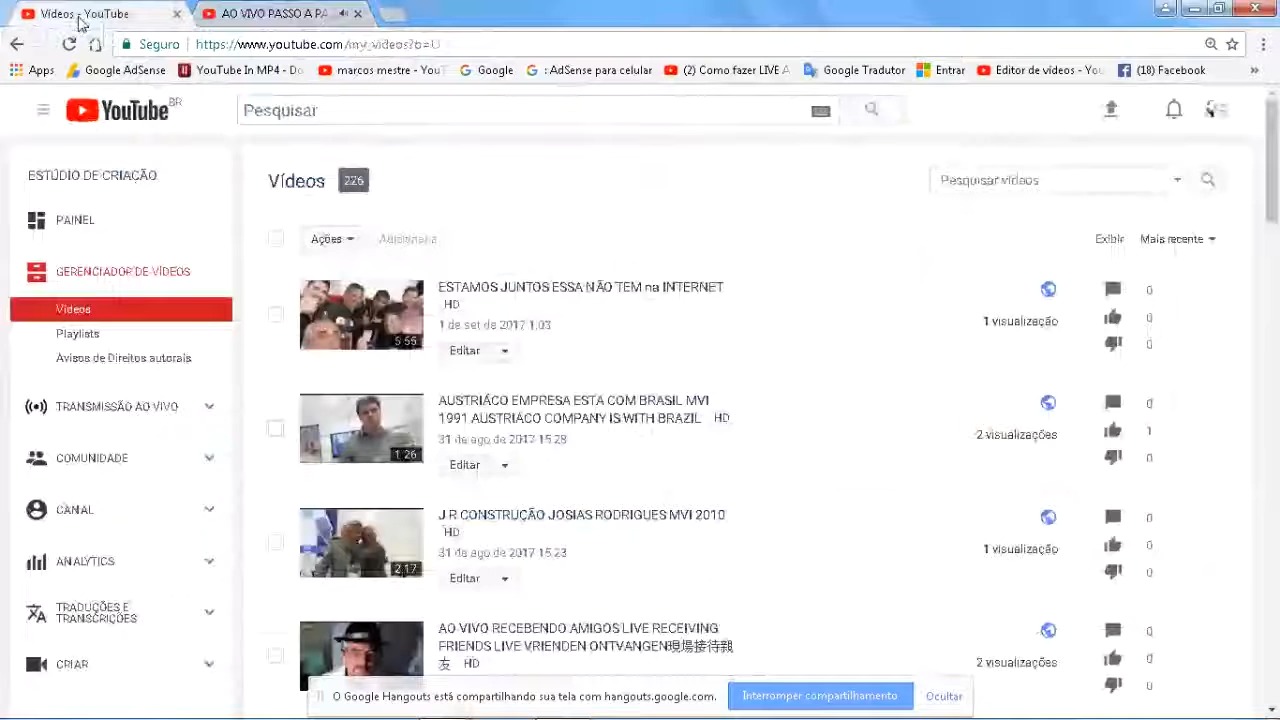 Vídeos - YouTube
AO VIVO PASSO A PA
Seguro
https://www.youtube.com/my_videos?o=U
Apps
Google AdSense
YouTube In MP4 - Do
marcos mestre - You
Google
:AdSense para celular
(2) Como fazer LIVE A
Google Tradutor
Entrar
Editor de vídeos - You
(18) Facebook
YouTube BR
Pesquisar
ESTÚDIO DE CRIAÇÃO
Vídeos 226
Pesquisar vídeos
PAINEL
Ações
Adicionar a
Exibir
Mais recente
GERENCIADOR DE VÍDEOS
Vídeos
Playlists
Avisos de Direitos autorais
TRANSMISSÃO AO VIVO
COMUNIDADE
CANAL
ANALYTICS
TRADUÇÕES E
TRANSCRIÇÕES
CRIAR
ESTAMOS JUNTOS ESSA NÃO TEM na INTERNET
HD
1 de set de 2017 1:03
5:55
Editar
1 visualização
0
0
0
AUSTRIÁCO EMPRESA ESTA COM BRASIL MVI
1991 AUSTRIÁCO COMPANY IS WITH BRAZIL HD
31 de ago de 2017 15:28
1:26
Editar
2 visualizações
0
1
0
J R CONSTRUÇÃO JOSIAS RODRIGUES MVI 2010
HD
31 de ago de 2017 15:23
2:17
Editar
1 visualização
0
0
0
AO VIVO RECEBENDO AMIGOS LIVE RECEIVING
FRIENDS LIVE VRIENDEN ONTVANGEN現場接待親
友 HD
2 visualizações
0
0
0
O Google Hangouts está compartilhando sua tela com hangouts.google.com.
Interromper compartilhamento
Ocultar